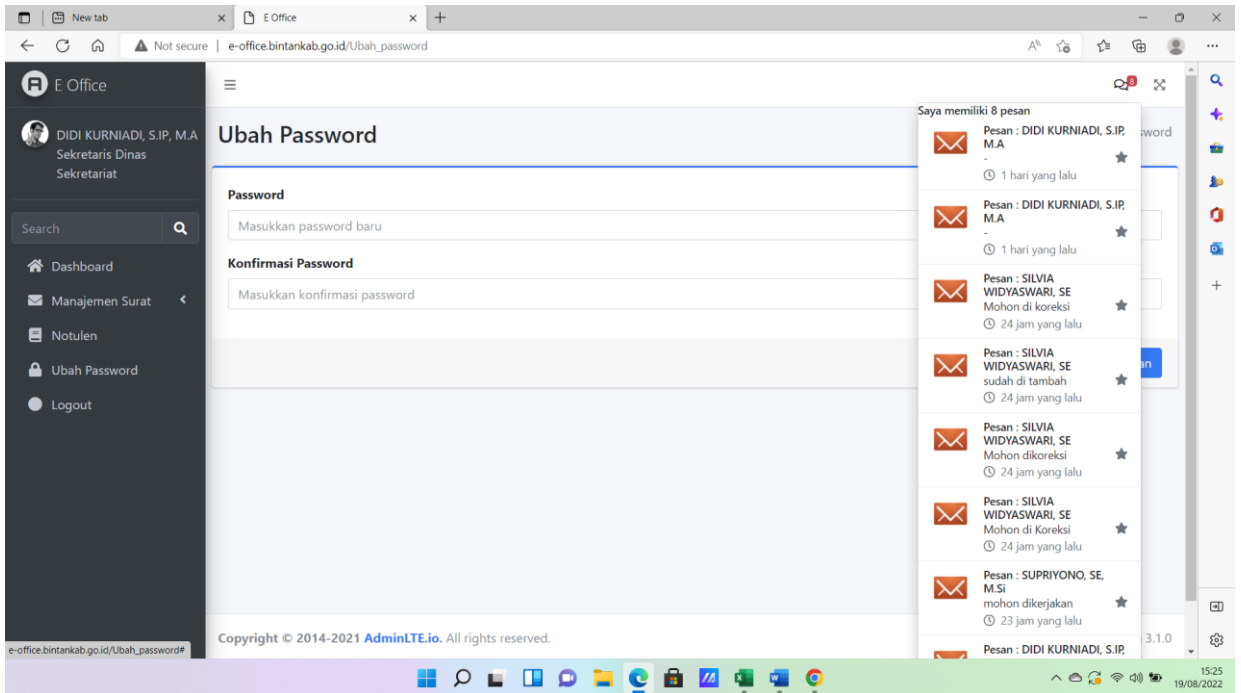 New tab
E Office
Not secure
e-office.bintankab.go.id/Ubah_password
E Office
8
DIDI KURNIADI, S.IP, M.A
Sekretaris Dinas
Sekretariat
Search
Dashboard
Manajemen Surat
Notulen
Ubah Password
Logout
Ubah Password
Password
Masukkan password baru
Konfirmasi Password
Masukkan konfirmasi password
Saya memiliki 8 pesan
Pesan : DIDI KURNIADI, S.IP,
M.A
-
1 hari yang lalu
Pesan : DIDI KURNIADI, S.IP,
M.A
-
1 hari yang lalu
Pesan : SILVIA
WIDYASWARI, SE
Mohon di koreksi
24 jam yang lalu
Pesan : SILVIA
WIDYASWARI, SE
sudah di tambah
24 jam yang lalu
Pesan : SILVIA
WIDYASWARI, SE
Mohon dikoreksi
24 jam yang lalu
Pesan : SILVIA
WIDYASWARI, SE
Mohon di Koreksi
24 jam yang lalu
Pesan : SUPRIYONO, SE,
M.Si
mohon dikerjakan
23 jam yang lalu
Pesan : DIDI KURNIADI, S.IP,
Copyright © 2014-2021 AdminLTE.io. All rights reserved.
3.1.0
e-office.bintankab.go.id/Ubah_password#
15:25
19/08/2022